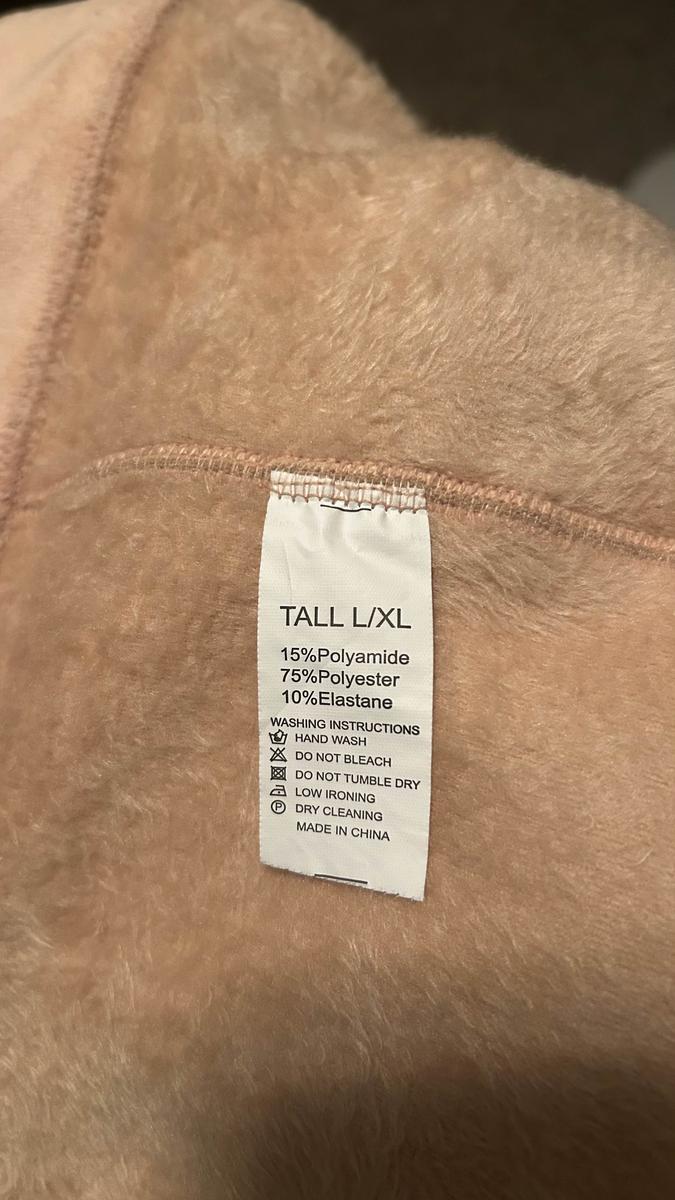 TALL L/XL
15%Polyamide
75%Polyester
10%Elastane
WASHING INSTRUCTIONS
HAND WASH
DO NOT BLEACH
DO NOT TUMBLE DRY
LOW IRONING
P DRY CLEANING
MADE IN CHINA